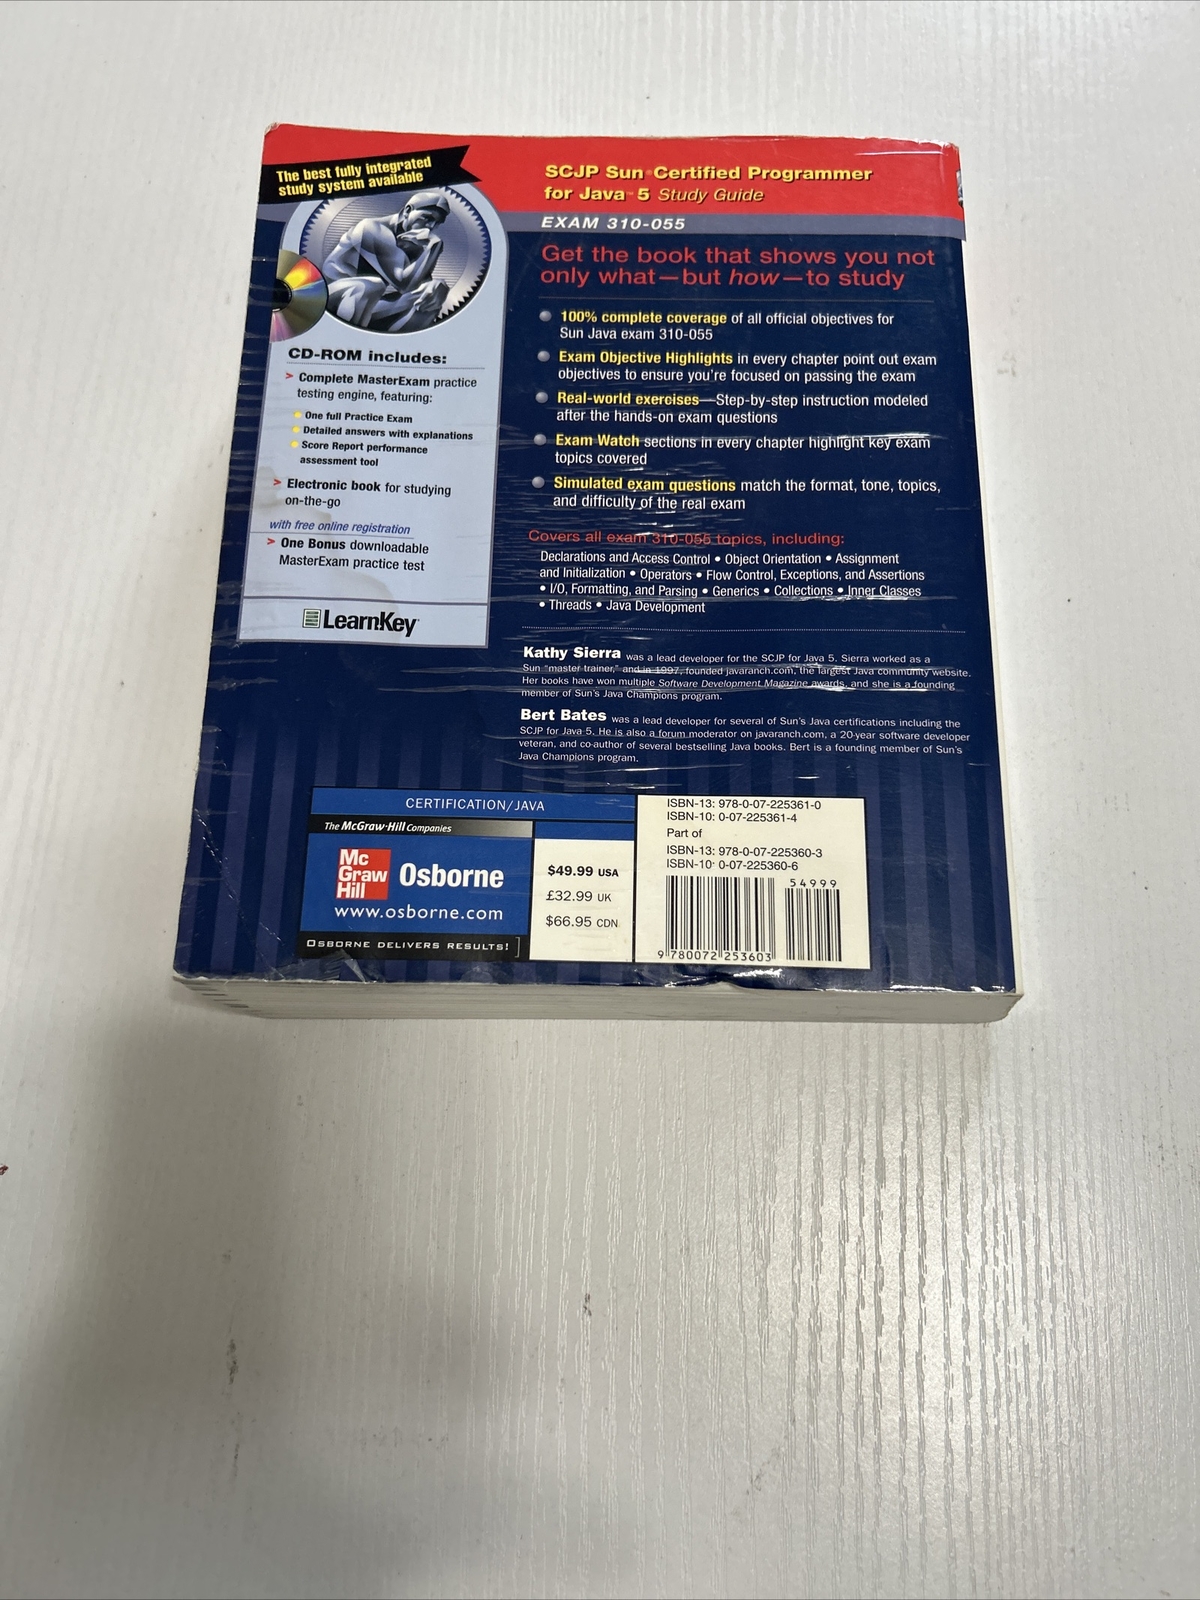 The best fully integrated
study system available
CD-ROM includes:
> Complete MasterExam practice
testing engine, featuring:
One full Practice Exam
Detailed answers with explanations
Score Report performance
assessment tool
> Electronic book for studying
on-the-go
with free online registration
> One Bonus downloadable
MasterExam practice test
LearnKey
SCJP Sun Certified Programmer
for Java™ 5 Study Guide
EXAM 310-055
Get the book that shows you not
only what—but how—to study
100% complete coverage of all official objectives for
Sun Java exam 310-055
Exam Objective Highlights in every chapter point out exam
objectives to ensure you're focused on passing the exam
Real-world exercises—Step-by-step instruction modeled
after the hands-on exam questions
Exam Watch sections in every chapter highlight key exam
topics covered
Simulated exam questions match the format, tone, topics,
and difficulty of the real exam
Covers all exam 310-055 topics, including:
Declarations and Access Control • Object Orientation • Assignment
and Initialization • Operators • Flow Control, Exceptions, and Assertions
• I/O, Formatting, and Parsing • Generics • Collections • Inner Classes
• Threads • Java Development
Kathy Sierra was a lead developer for the SCJP for Java 5. Sierra worked as a
Sun "master trainer," and in 1997, founded javaranch.com, the largest Java community website.
Her books have won multiple Software Development Magazine awards, and she is a founding
member of Sun's Java Champions program.
Bert Bates was a lead developer for several of Sun's Java certifications including the
SCJP for Java 5. He is also a forum moderator on javaranch.com, a 20-year software developer
veteran, and co-author of several bestselling Java books. Bert is a founding member of Sun's
Java Champions program.
CERTIFICATION/JAVA
The McGraw-Hill Companies
Mc
Graw
Hill
Osborne
www.osborne.com
OSBORNE DELIVERS RESULTS!
$49.99 USA
£32.99 UK
$66.95 CDN
ISBN-13: 978-0-07-225361-0
ISBN-10: 0-07-225361-4
Part of
ISBN-13: 978-0-07-225360-3
ISBN-10: 0-07-225360-6
54999
9 780072 253603